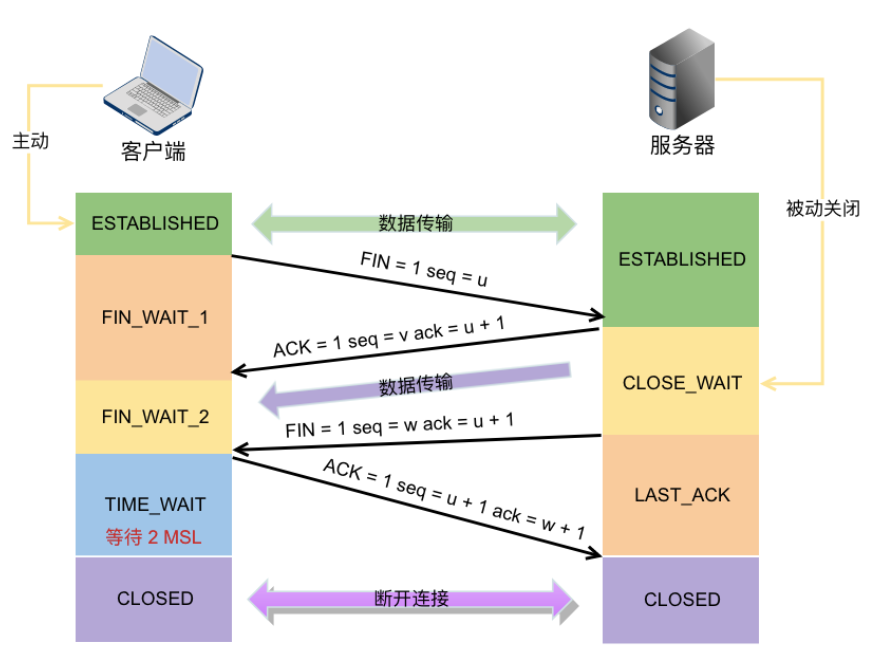 主动
客户端
服务器
被动关闭
ESTABLISHED
数据传输
ESTABLISHED
FIN = 1 seq = u
FIN_WAIT_1
ACK = 1 seq = v ack = u + 1
数据传输
CLOSE_WAIT
FIN_WAIT_2
FIN = 1 seq = w ack = u + 1
ACK = 1 seq = u + 1 ack = w + 1
TIME_WAIT
等待 2 MSL
LAST_ACK
CLOSED
断开连接
CLOSED